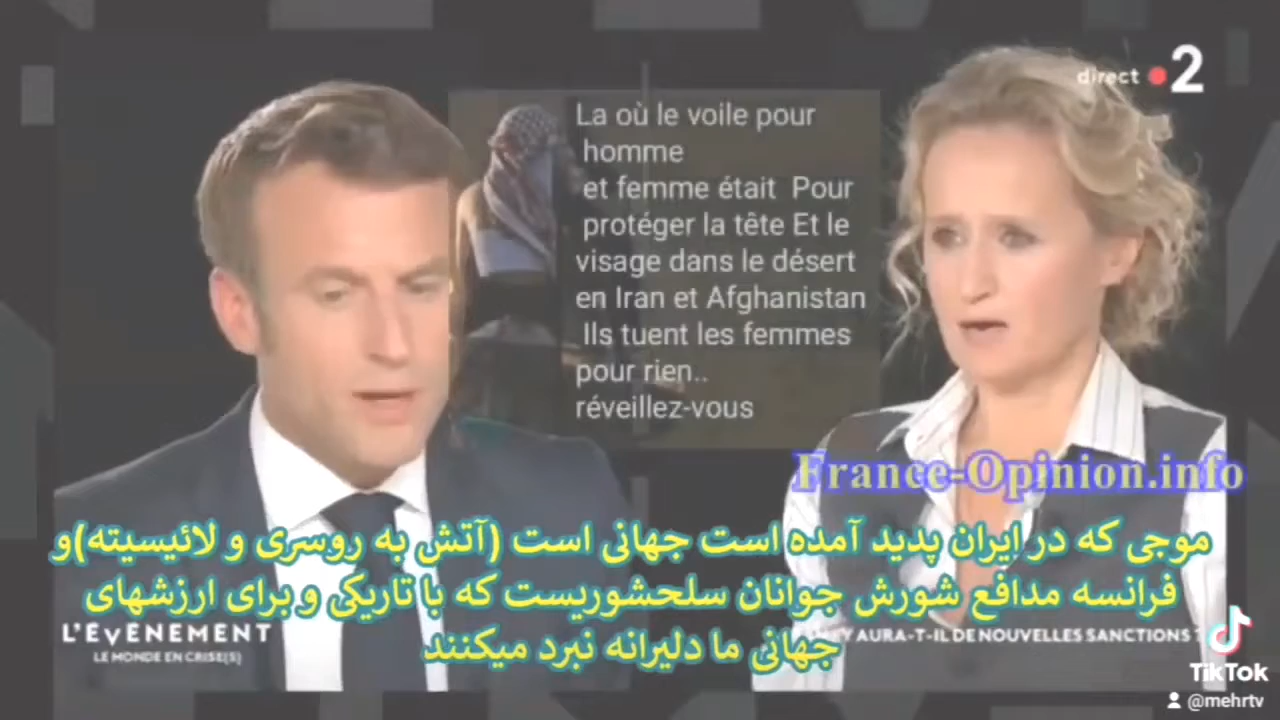 direct 2
La où le voile pour
homme
et femme était Pour
protéger la tête Et le
visage dans le désert
en Iran et Afghanistan
Ils tuent les femmes
pour rien..
réveillez-vous
France-Opinion.info
موجی که در ایران پدید آمده است جهانی است (آتش به روسری و لائیسیته)و
فرانسه مدافع شورش جوانان سلحشوریست که با تاریکی و برای ارزشهای
جهانی ما دلیرانه نبرد میکنند
L'ÉVÉNEMENT
LE MONDE EN CRISE(S)
Y AURA-T-IL DE NOUVELLES SANCTIONS ?
TikTok
@mehrtv